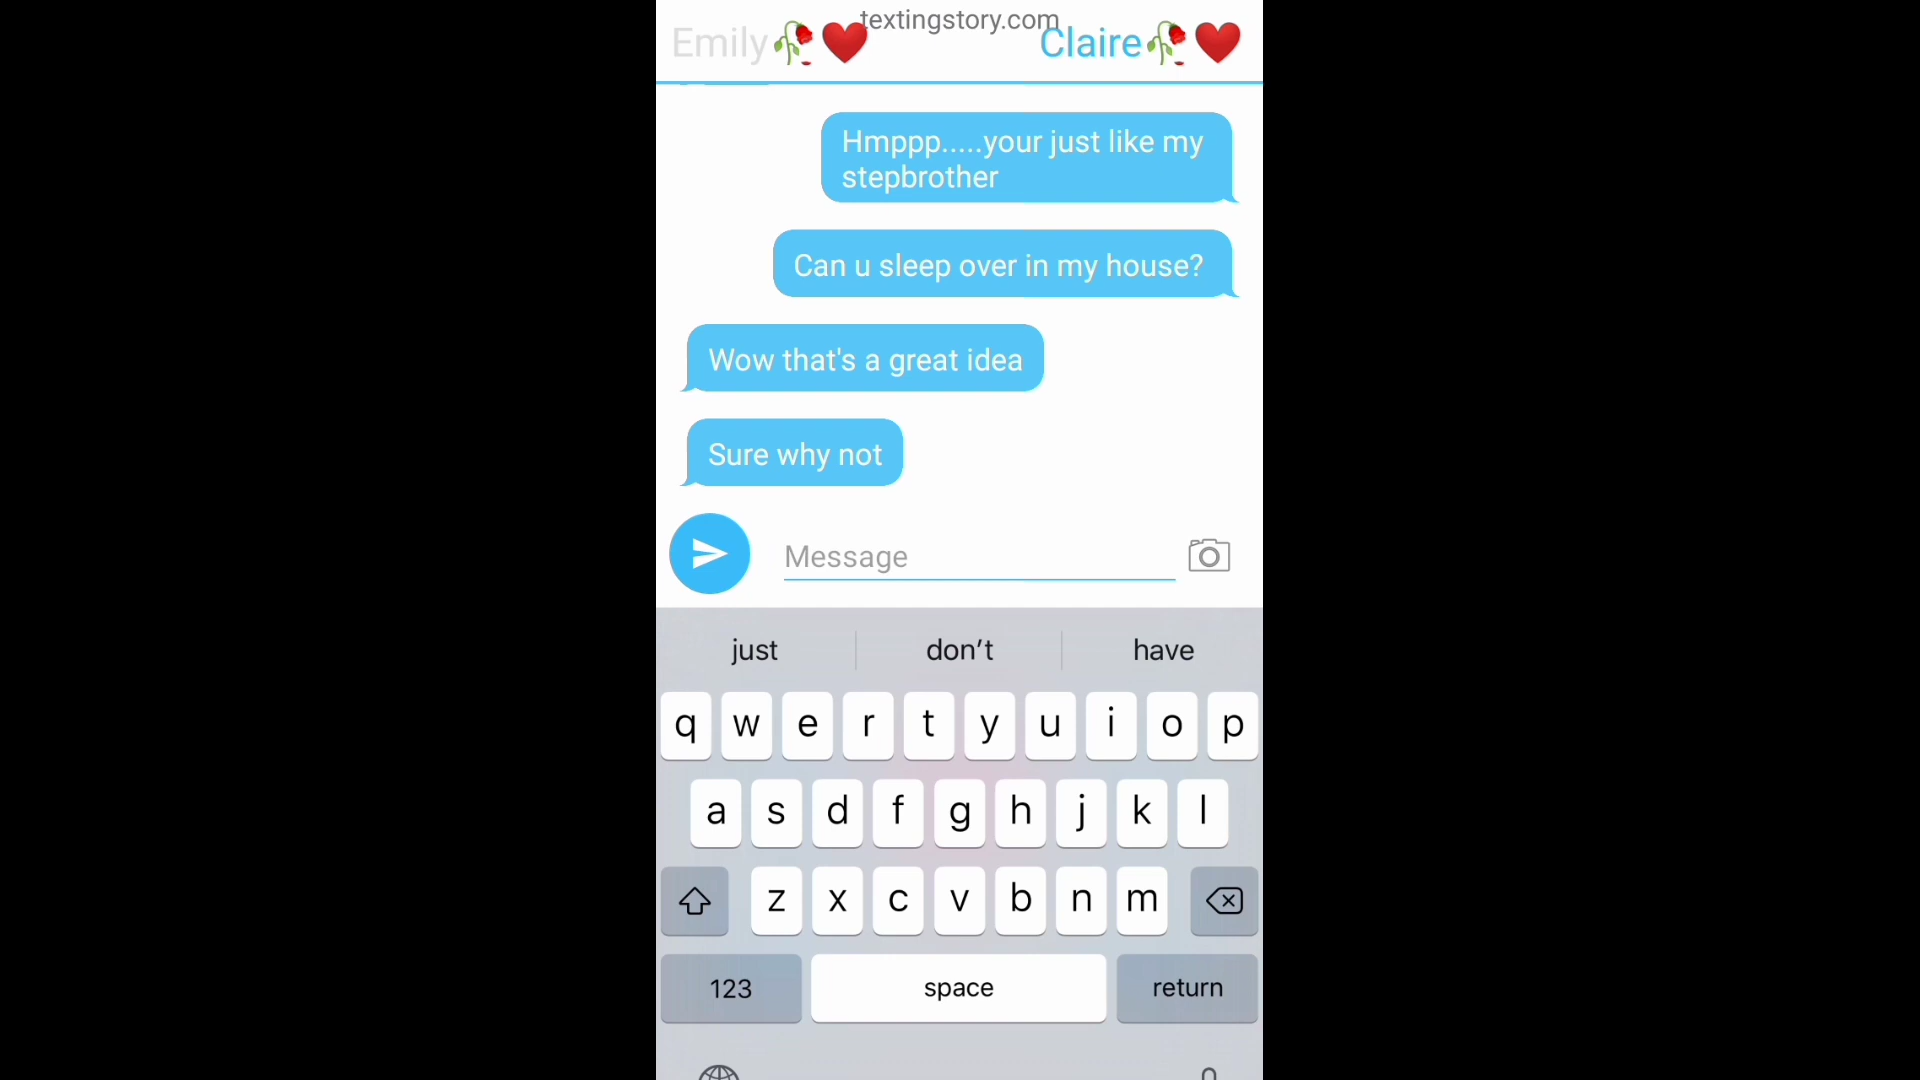 textingstory.com
Emily🥀❤️ Claire🥀❤️
Hmppp.....your just like my
stepbrother
Can u sleep over in my house?
Wow that's a great idea
Sure why not
Message
just don’t have
q w e r t y u i o p
a s d f g h j k l
z x c v b n m
123 space return